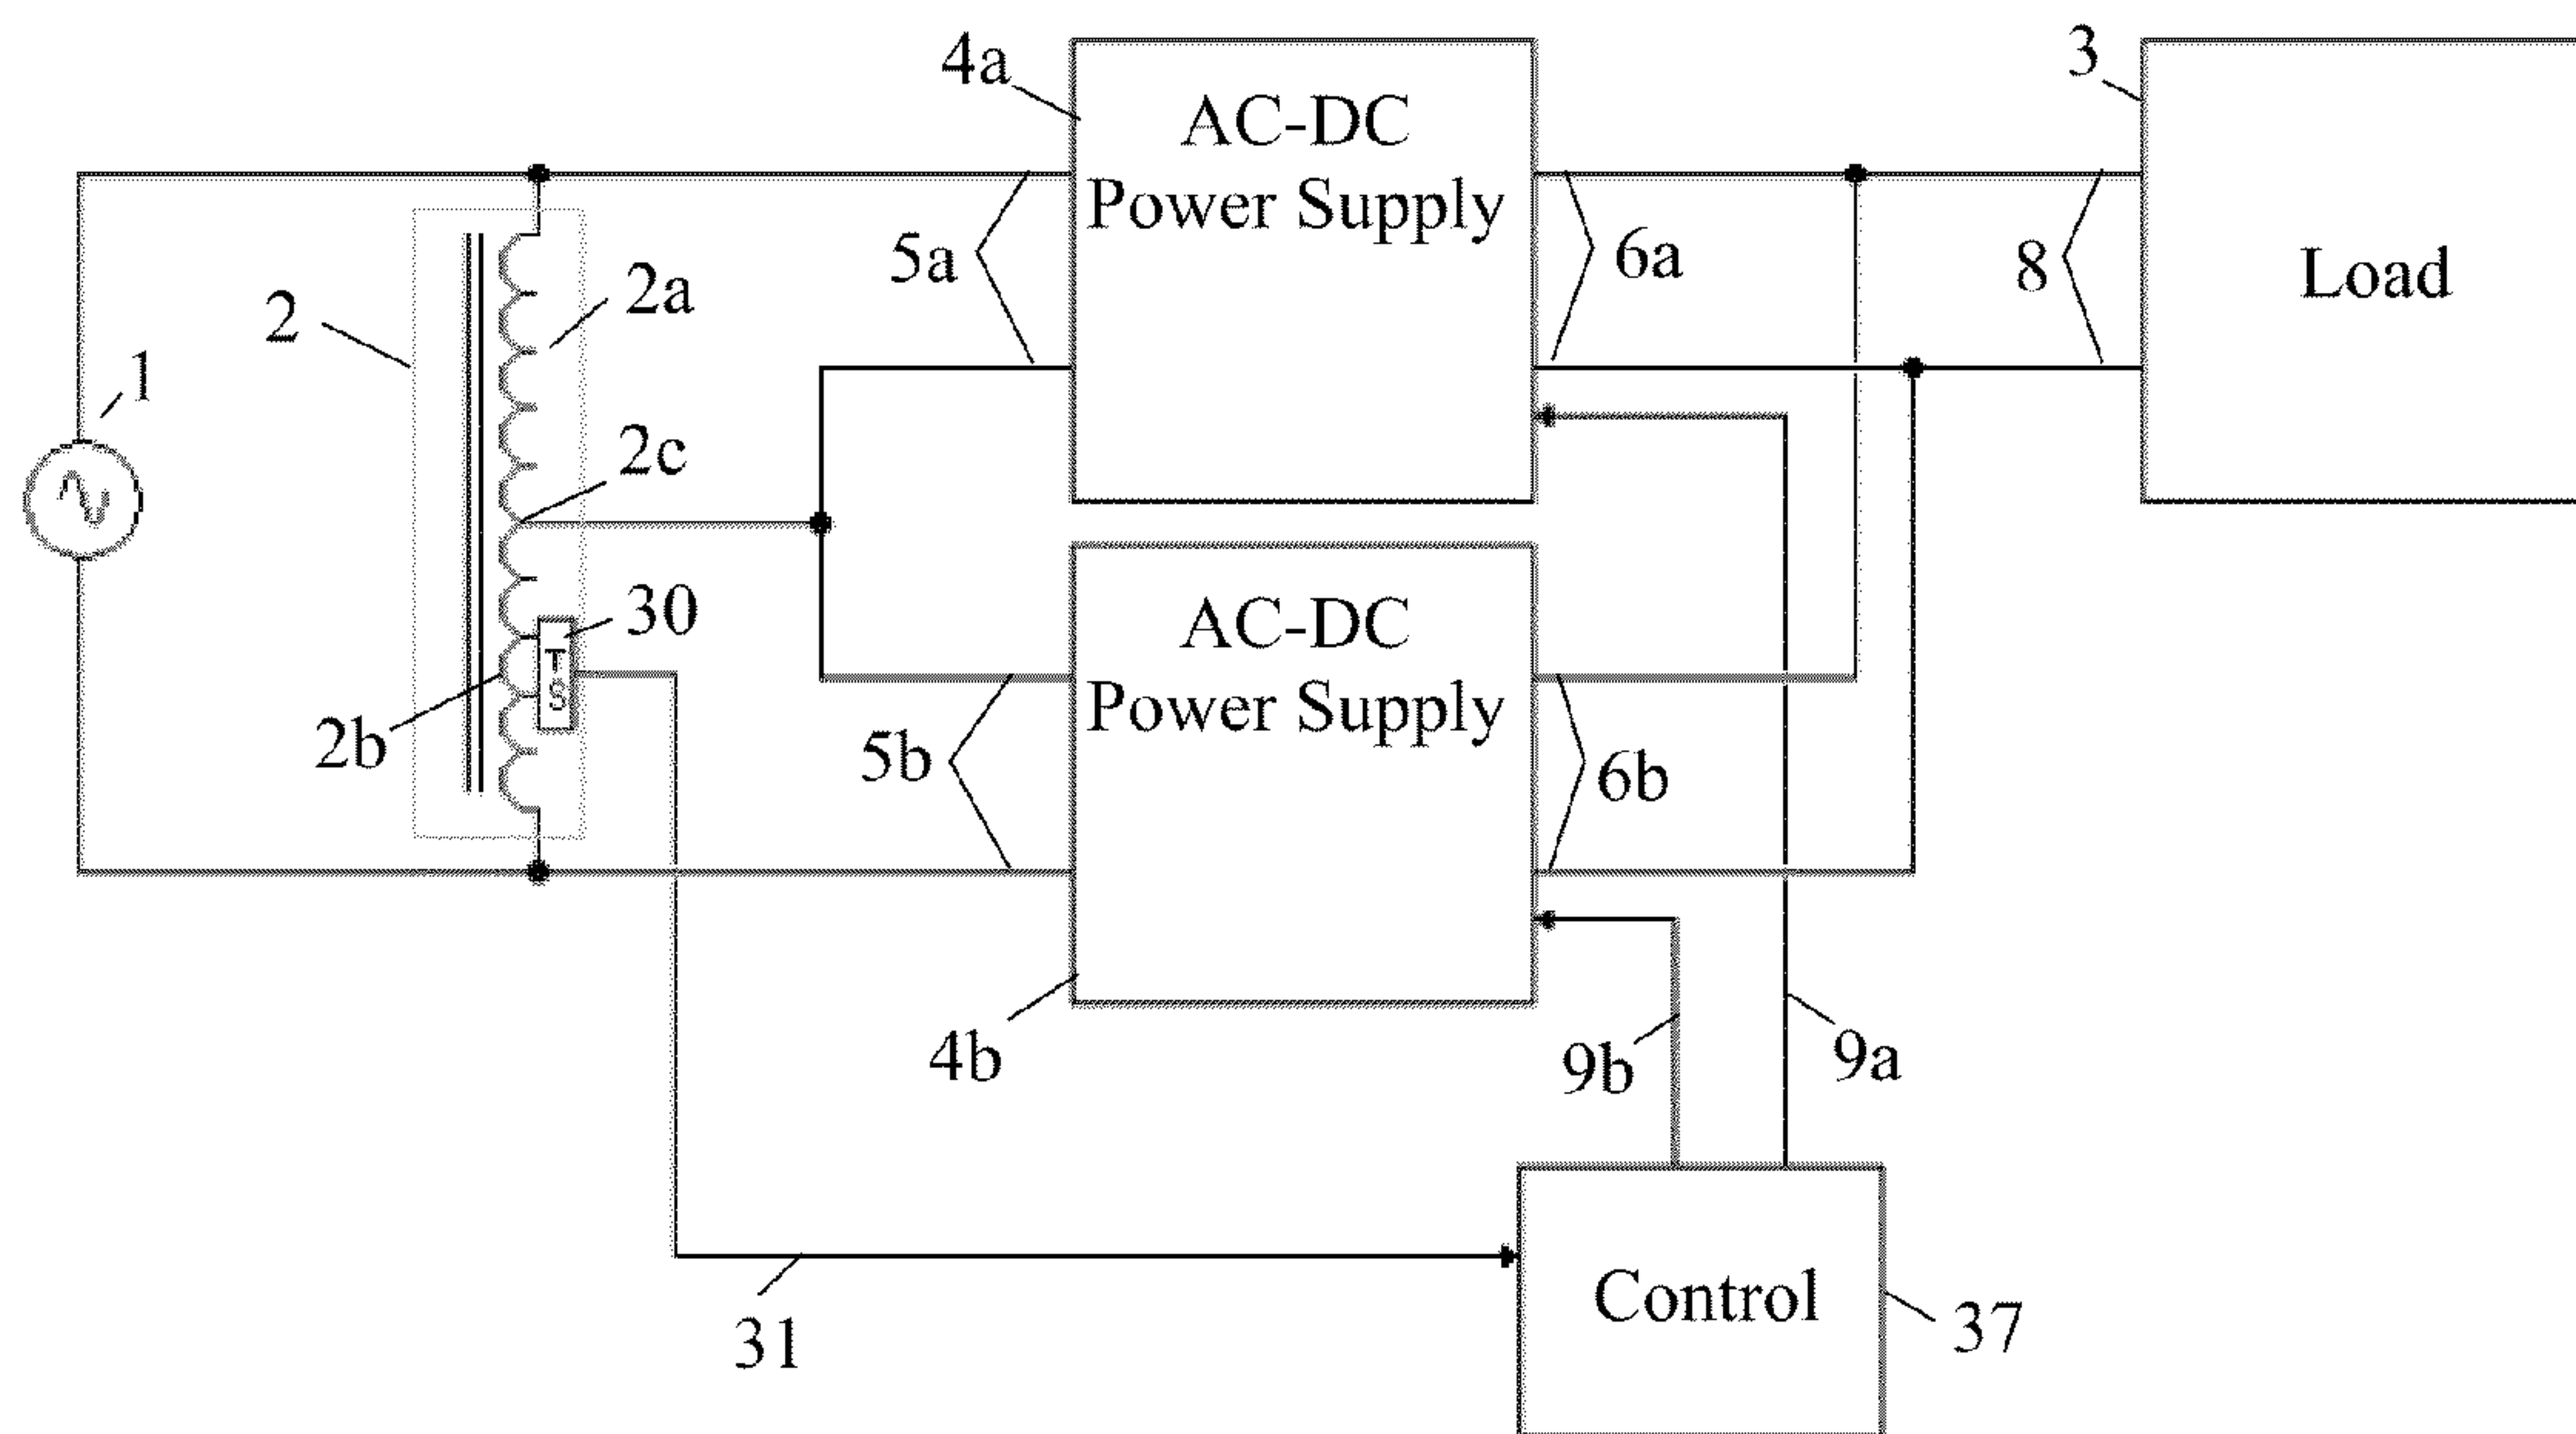 4a
AC-DC
Power Supply
3
Load
5a
6a
8
2
2a
1
2c
30
T
S
2b
AC-DC
Power Supply
5b
6b
4b
9b
9a
31
Control
37